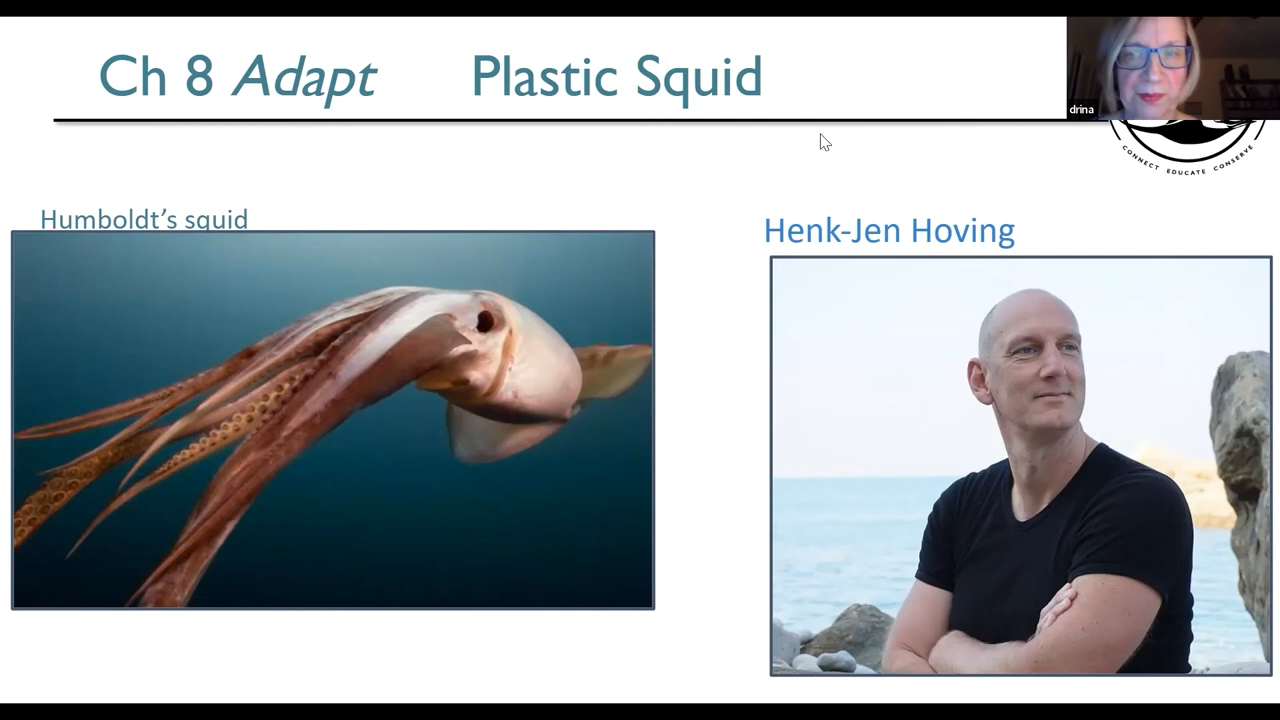 Ch 8 Adapt Plastic Squid
drina
CONNECT EDUCATE CONSERVE
Humboldt's squid
Henk-Jen Hoving